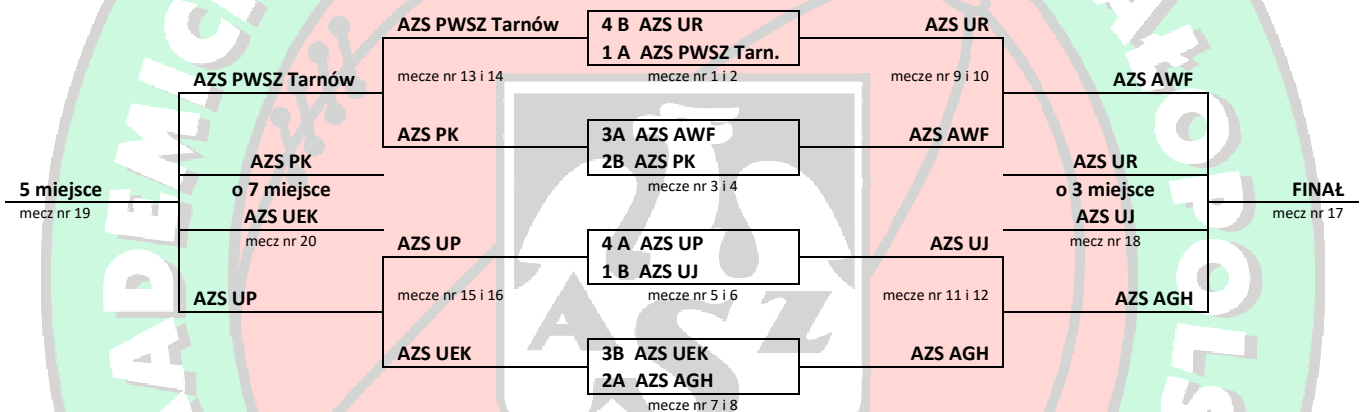 AZS PWSZ Tarnów 4 B AZS UR AZS UR
1 A AZS PWSZ Tarn.
AZS PWSZ Tarnów mecze nr 13 i 14 mecze nr 1 i 2 mecze nr 9 i 10 AZS AWF
AZS PK 3A AZS AWF AZS AWF
AZS PK 2B AZS PK AZS UR
5 miejsce o 7 miejsce mecze nr 3 i 4 o 3 miejsce FINAŁ
mecz nr 19 AZS UEK AZS UJ mecz nr 17
mecz nr 20 AZS UP 4 A AZS UP AZS UJ mecz nr 18
1 B AZS UJ
AZS UP mecze nr 15 i 16 mecze nr 5 i 6 mecze nr 11 i 12 AZS AGH
AZS UEK 3B AZS UEK AZS AGH
2A AZS AGH
mecze nr 7 i 8
ADEMIC
AŁOPOLS
AZS